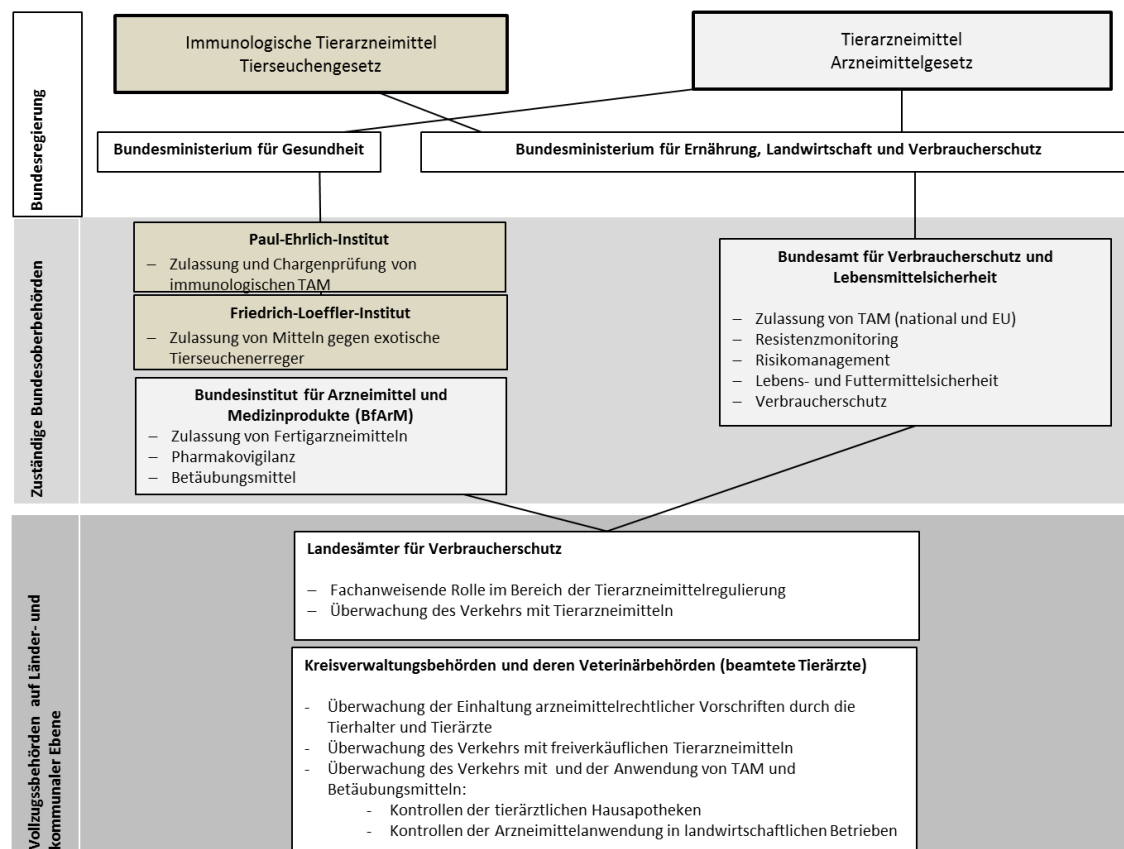 Immunologische Tierarzneimittel
Tierseuchengesetz
Tierarzneimittel
Arzneimittelgesetz
Bundesregierung
Bundesministerium für Gesundheit
Bundesministerium für Ernährung, Landwirtschaft und Verbraucherschutz
Zuständige Bundesoberbehörden
Paul-Ehrlich-Institut
– Zulassung und Chargenprüfung von
immunologischen TAM
Friedrich-Loeffler-Institut
– Zulassung von Mitteln gegen exotische
Tierseuchenerreger
Bundesinstitut für Arzneimittel und
Medizinprodukte (BfArM)
– Zulassung von Fertigarzneimitteln
– Pharmakovigilanz
– Betäubungsmittel
Bundesamt für Verbraucherschutz und
Lebensmittelsicherheit
– Zulassung von TAM (national und EU)
– Resistenzmonitoring
– Risikomanagement
– Lebens- und Futtermittelsicherheit
– Verbraucherschutz
Vollzugssbehörden auf Länder- und
kommunaler Ebene
Landesämter für Verbraucherschutz
– Fachanweisende Rolle im Bereich der Tierarzneimittelregulierung
– Überwachung des Verkehrs mit Tierarzneimitteln
Kreisverwaltungsbehörden und deren Veterinärbehörden (beamtete Tierärzte)
- Überwachung der Einhaltung arzneimittelrechtlicher Vorschriften durch die
Tierhalter und Tierärzte
- Überwachung des Verkehrs mit freiverkäuflichen Tierarzneimitteln
- Überwachung des Verkehrs mit und der Anwendung von TAM und
Betäubungsmitteln:
- Kontrollen der tierärztlichen Hausapotheken
- Kontrollen der Arzneimittelanwendung in landwirtschaftlichen Betrieben